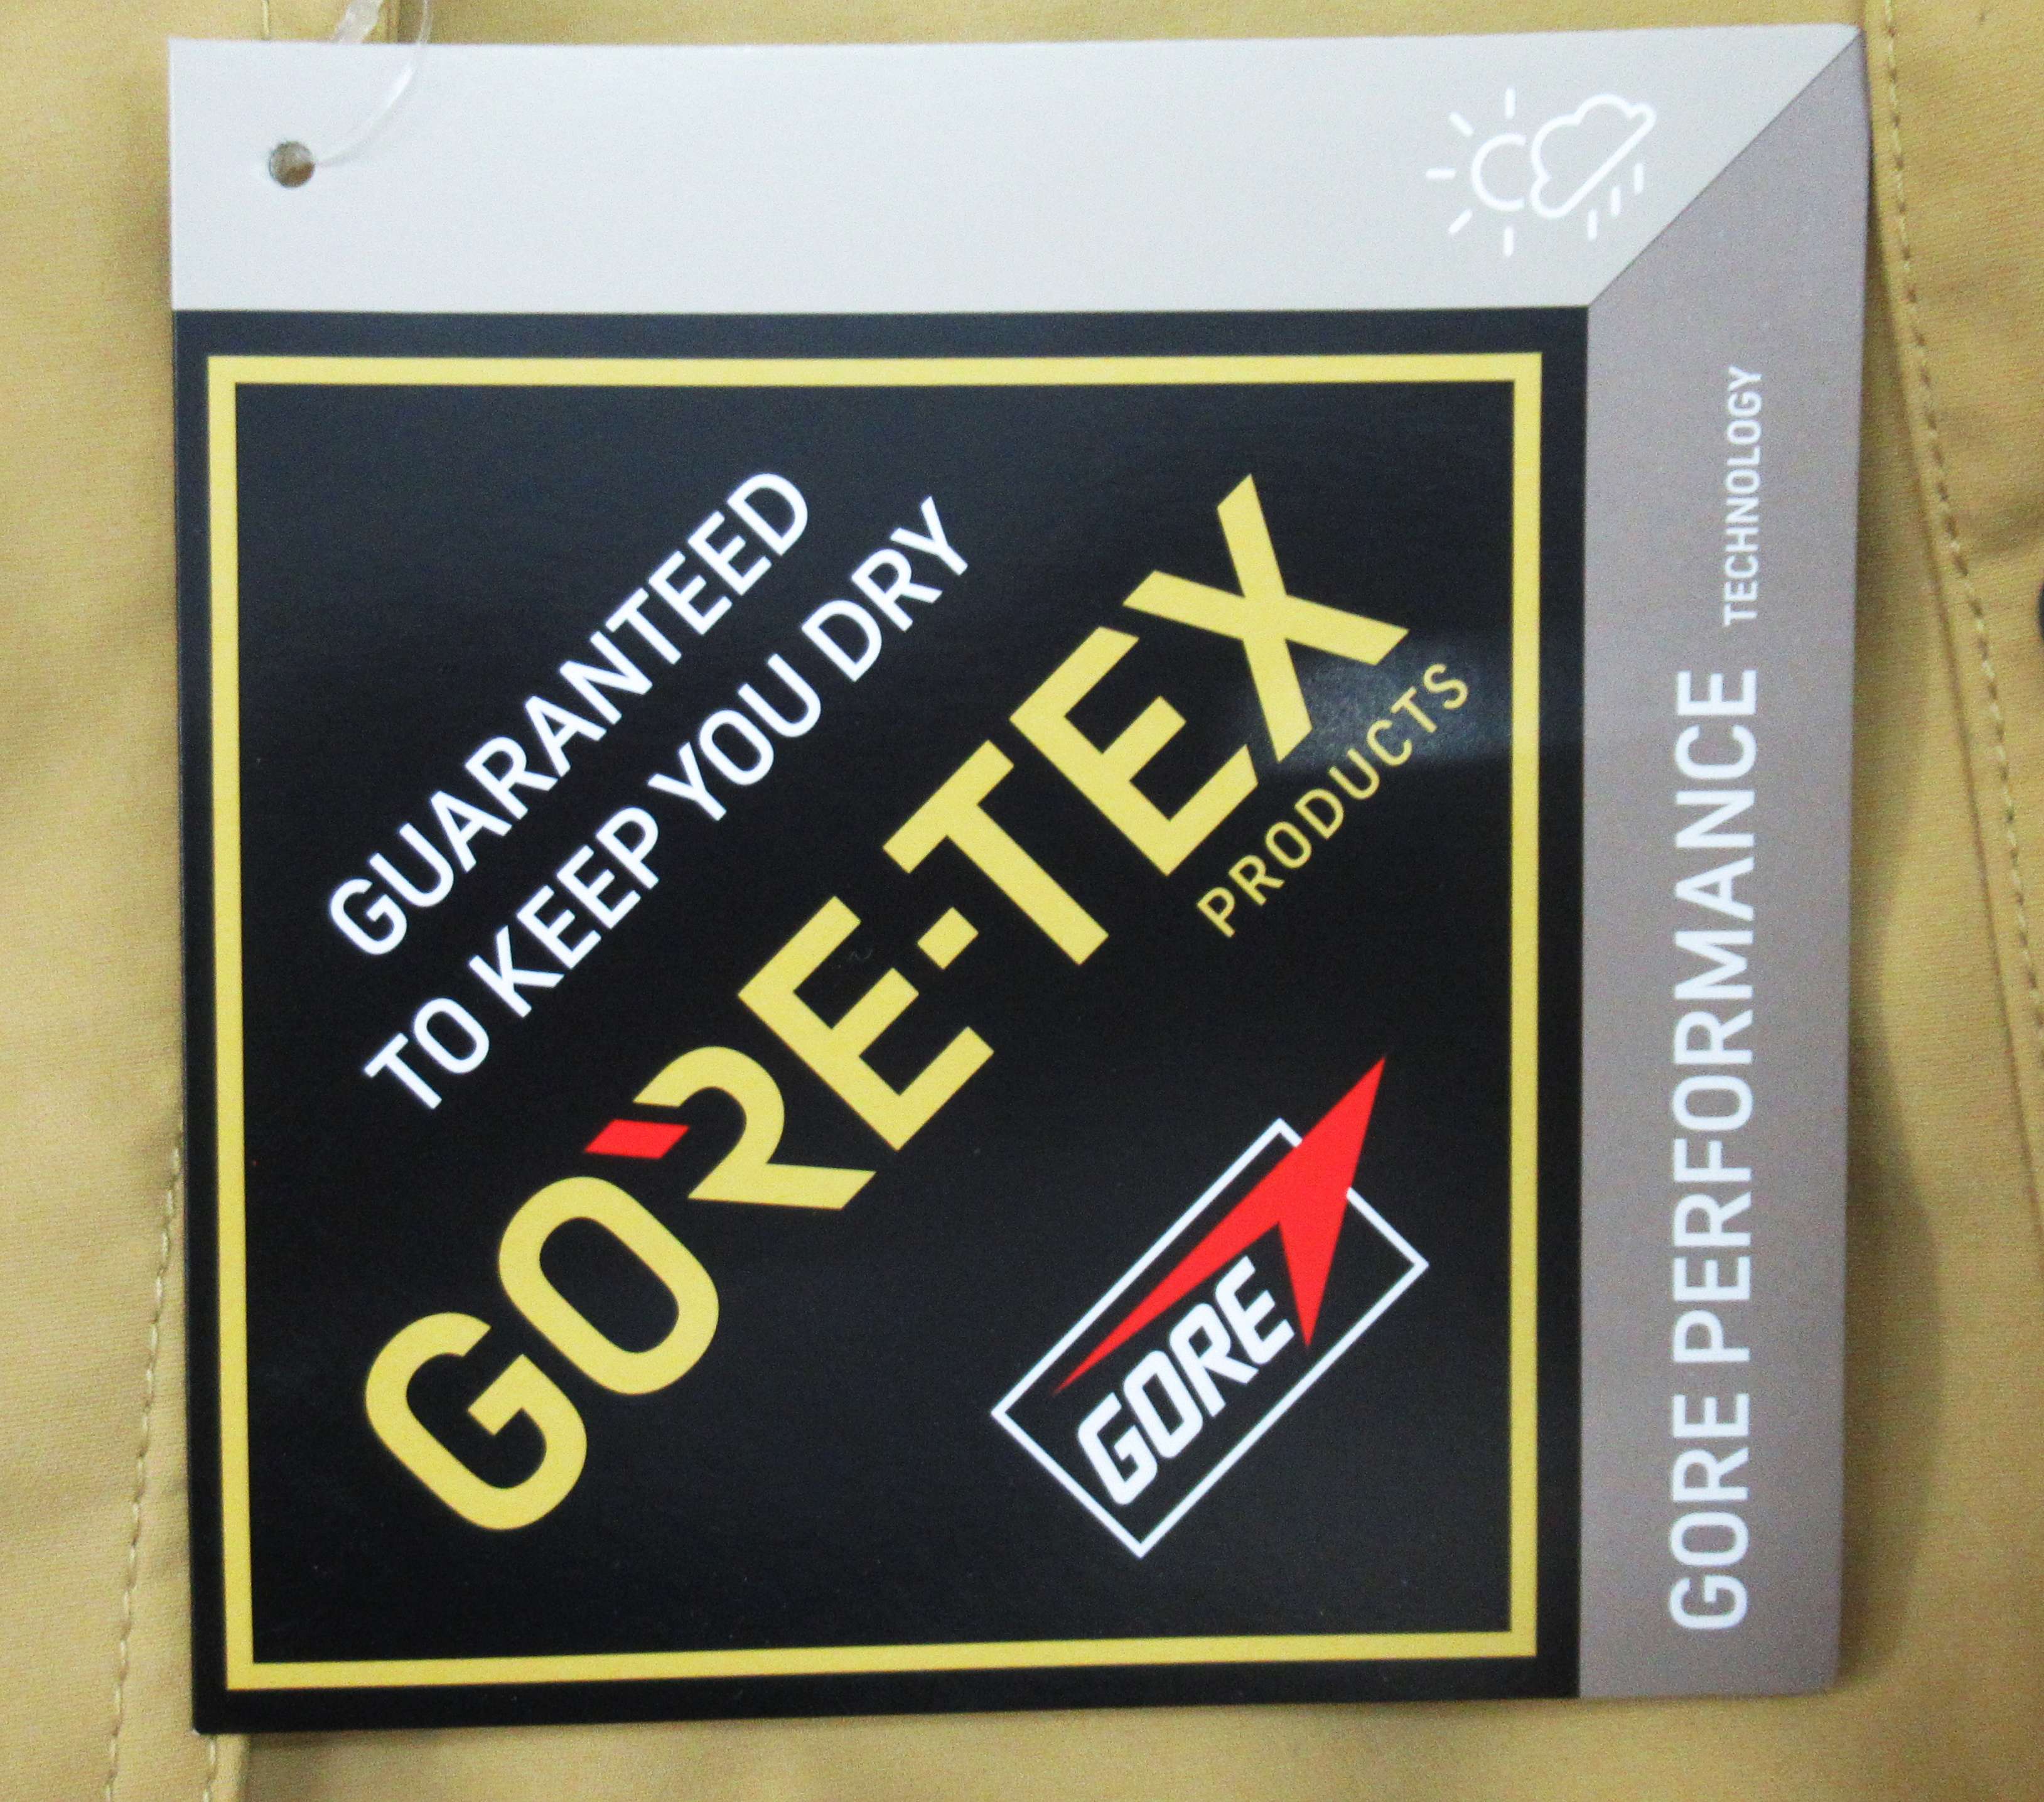 GUARANTEED
TO KEEP YOU DRY
GORE-TEX
PRODUCTS
GORE
GORE PERFORMANCE TECHNOLOGY